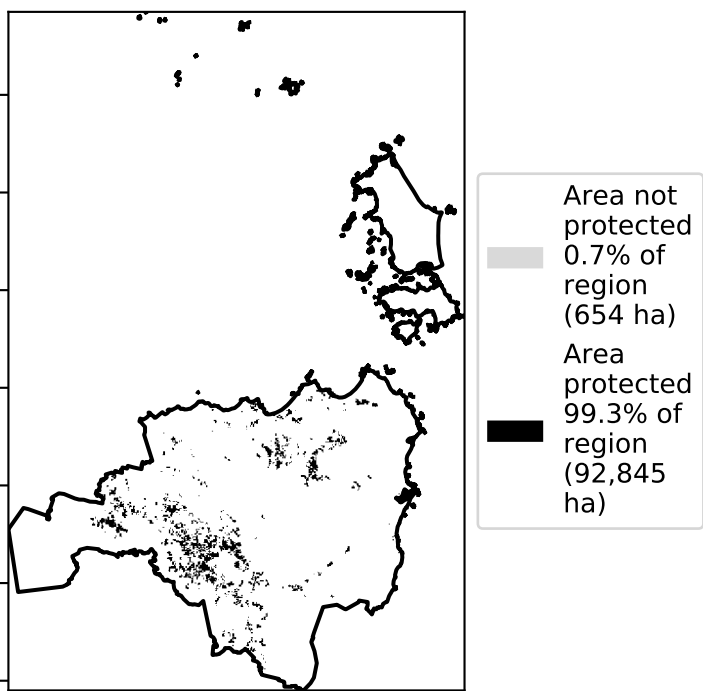 Area not
protected
0.7% of
region
(654 ha)
Area
protected
99.3% of
region
(92,845
ha)